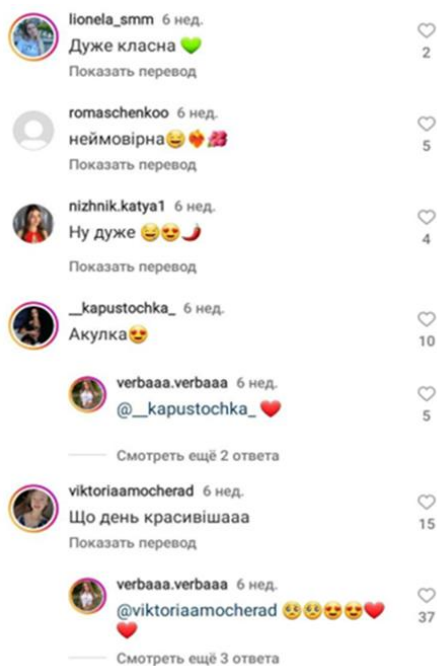 lionela_smm 6 нед.
Дуже класна 💚
2
Показать перевод
romaschenkoo 6 нед.
неймовірна😂❤️‍🔥🌺
5
Показать перевод
nizhnik.katya1 6 нед.
Ну дуже 😂😍🌶️
4
Показать перевод
__kapustochka_ 6 нед.
Акулка😍
10
verbaaa.verbaaa 6 нед.
@__kapustochka_ ❤️
5
Смотреть ещё 2 ответа
viktoriaamocherad 6 нед.
Що день красивішааа
15
Показать перевод
verbaaa.verbaaa 6 нед.
@viktoriaamocherad 🥺🥺😍😍❤️
❤️
37
Смотреть ещё 3 ответа